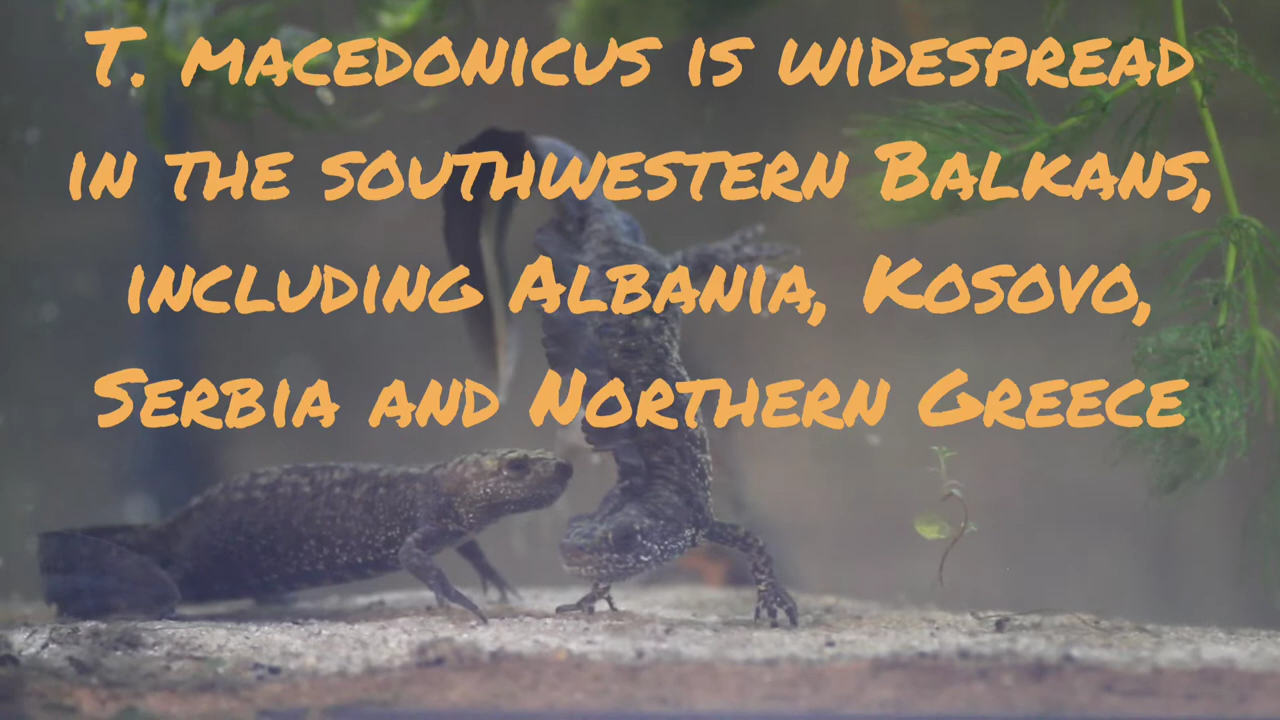 T. macedonicus is widespread
in the southwestern Balkans,
including Albania, Kosovo,
Serbia and Northern Greece